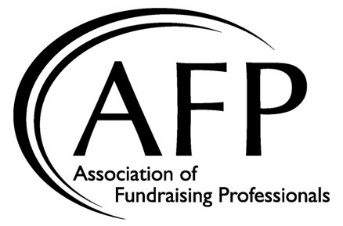 AFP
Association of
Fundraising Professionals